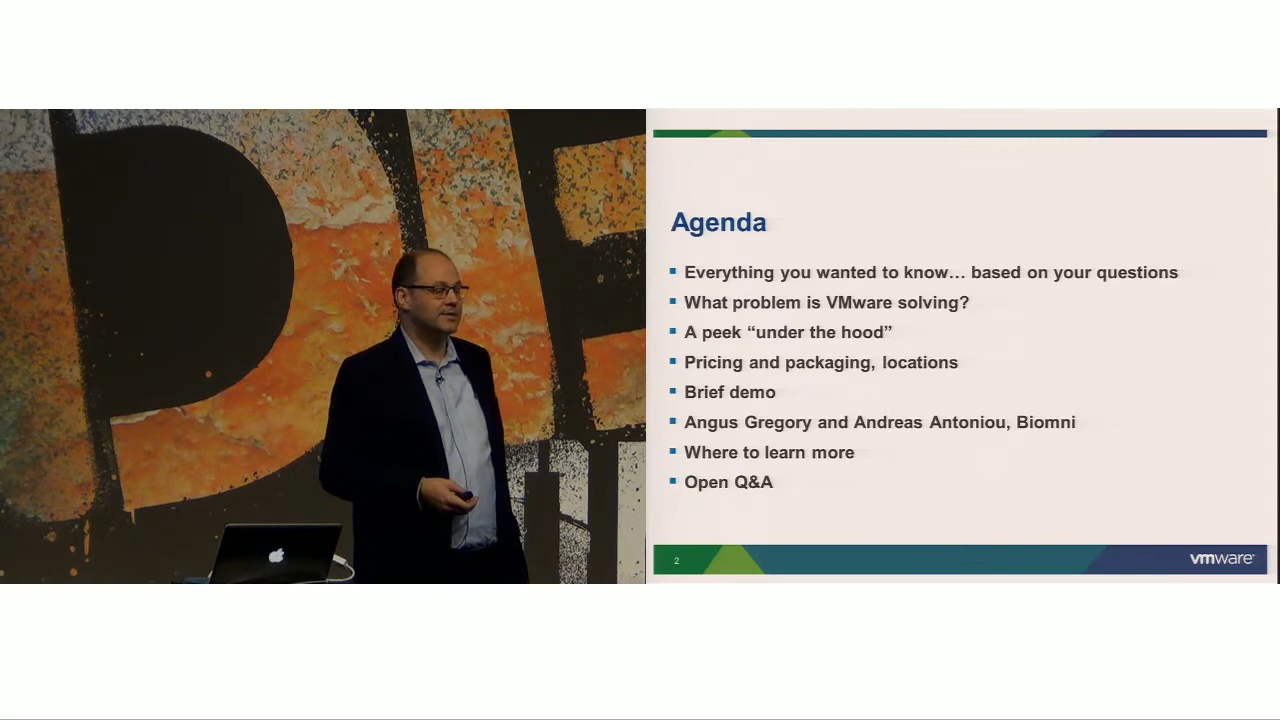 Agenda
Everything you wanted to know… based on your questions
What problem is VMware solving?
A peek “under the hood”
Pricing and packaging, locations
Brief demo
Angus Gregory and Andreas Antoniou, Biomni
Where to learn more
Open Q&A
2
vmware